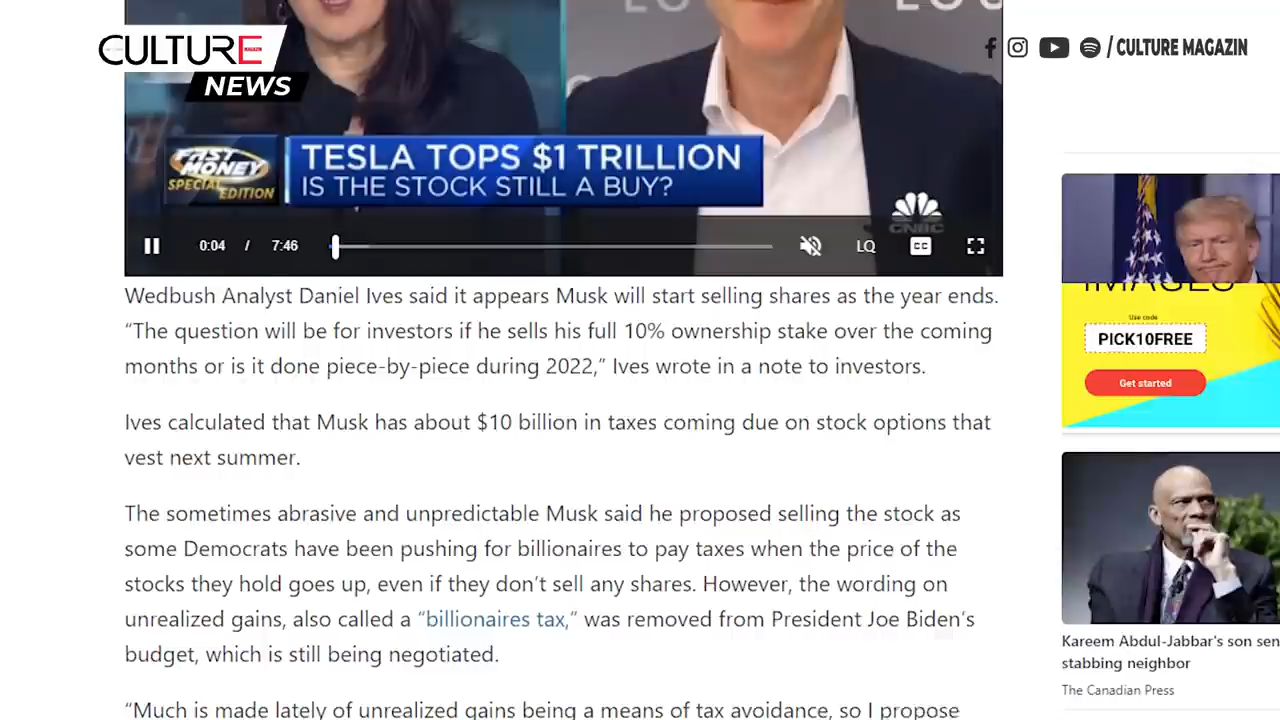 CULTURE
NEWS
/ CULTURE MAGAZIN
FAST
MONEY
SPECIAL
EDITION
TESLA TOPS $1 TRILLION
IS THE STOCK STILL A BUY?
CNBC
0:04 / 7:46
LQ
CC
Wedbush Analyst Daniel Ives said it appears Musk will start selling shares as the year ends.
“The question will be for investors if he sells his full 10% ownership stake over the coming
months or is it done piece-by-piece during 2022,” Ives wrote in a note to investors.
Ives calculated that Musk has about $10 billion in taxes coming due on stock options that
vest next summer.
The sometimes abrasive and unpredictable Musk said he proposed selling the stock as
some Democrats have been pushing for billionaires to pay taxes when the price of the
stocks they hold goes up, even if they don’t sell any shares. However, the wording on
unrealized gains, also called a “billionaires tax,” was removed from President Joe Biden’s
budget, which is still being negotiated.
“Much is made lately of unrealized gains being a means of tax avoidance, so I propose
IMAGES
Use code
PICK10FREE
Get started
Kareem Abdul-Jabbar's son sen
stabbing neighbor
The Canadian Press